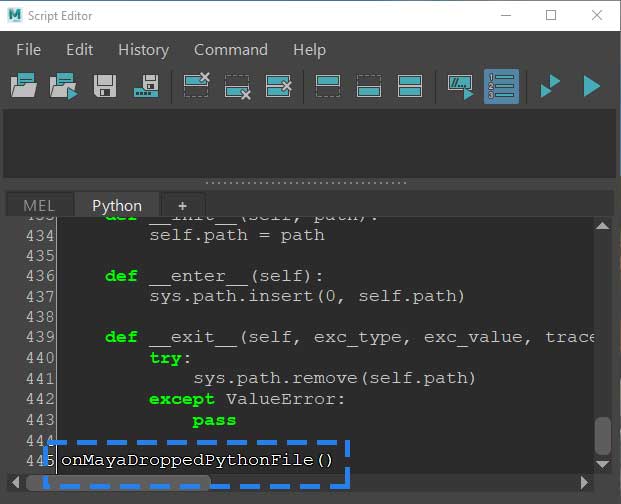 M Script Editor
File Edit History Command Help
MEL Python +
433 def __init__(self, path):
434 self.path = path
435
436 def __enter__(self):
437 sys.path.insert(0, self.path)
438
439 def __exit__(self, exc_type, exc_value, trace
440 try:
441 sys.path.remove(self.path)
442 except ValueError:
443 pass
444
445 onMayaDroppedPythonFile()